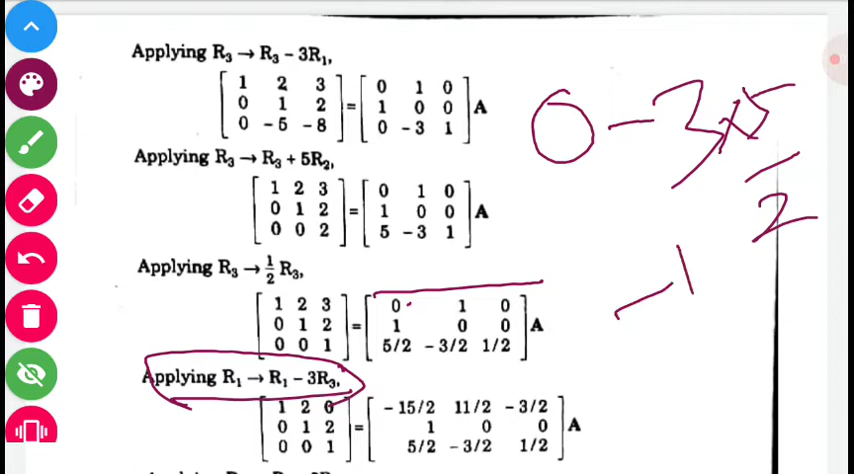 Applying R₃ → R₃ – 3R₁,
1 2 3 0 1 0
0 1 2 = 1 0 0 A
0 -5 -8 0 -3 1
Applying R₃ → R₃ + 5R₂,
1 2 3 0 1 0
0 1 2 = 1 0 0 A
0 0 2 5 -3 1
Applying R₃ → 1/2 R₃,
1 2 3 0 1 0
0 1 2 = 1 0 0 A
0 0 1 5/2 -3/2 1/2
Applying R₁ → R₁ – 3R₃,
1 2 0 -15/2 11/2 -3/2
0 1 2 = 1 0 0 A
0 0 1 5/2 -3/2 1/2
0 - 3 x 5/2
-1